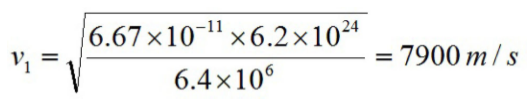 v₁ = √(6.67×10⁻¹¹ ×6.2×10²⁴ / 6.4×10⁶) = 7900 m / s